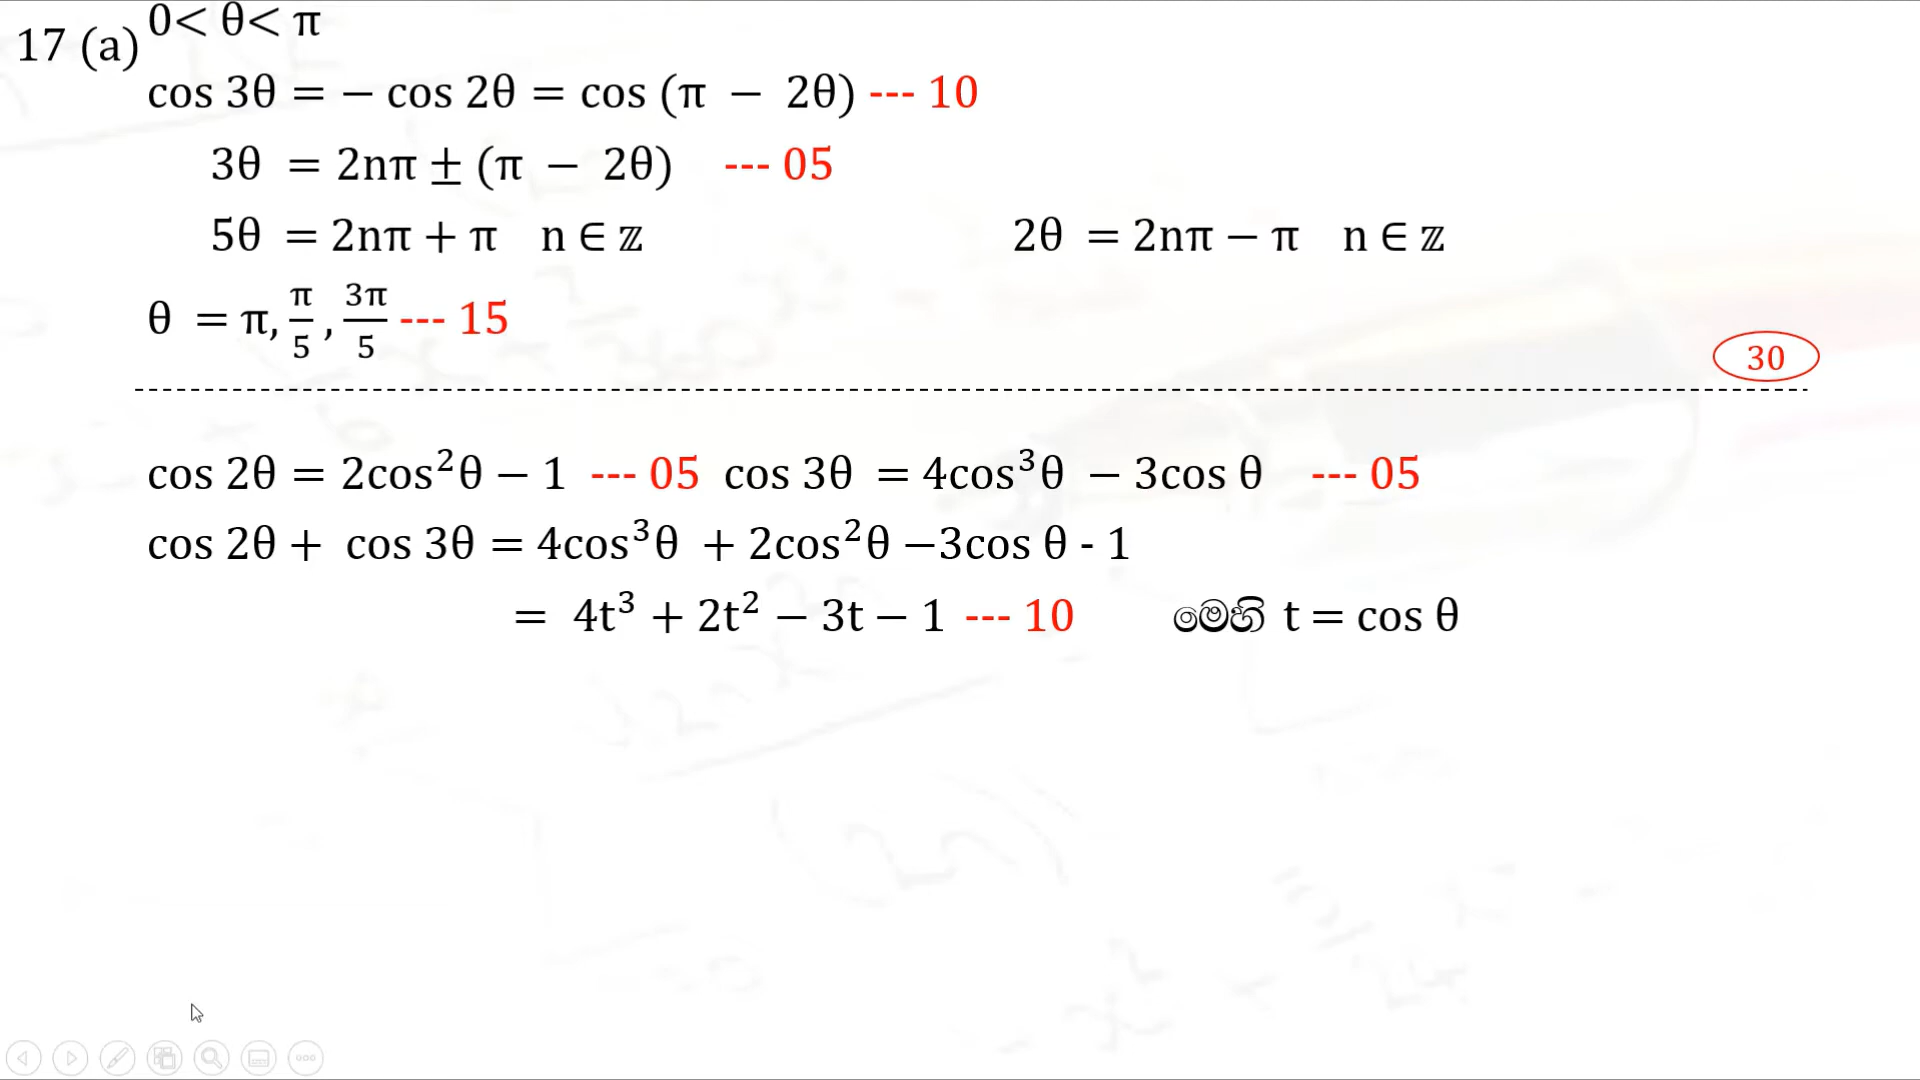 17 (a) 0< θ< π
cos 3θ = − cos 2θ = cos (π − 2θ) --- 10
3θ = 2nπ ± (π − 2θ) --- 05
5θ = 2nπ + π n ∈ ℤ 2θ = 2nπ − π n ∈ ℤ
θ = π, π/5 , 3π/5 --- 15
30
cos 2θ = 2cos²θ − 1 --- 05 cos 3θ = 4cos³θ − 3cos θ --- 05
cos 2θ + cos 3θ = 4cos³θ + 2cos²θ −3cos θ - 1
= 4t³ + 2t² − 3t − 1 --- 10 මෙහි t = cos θ